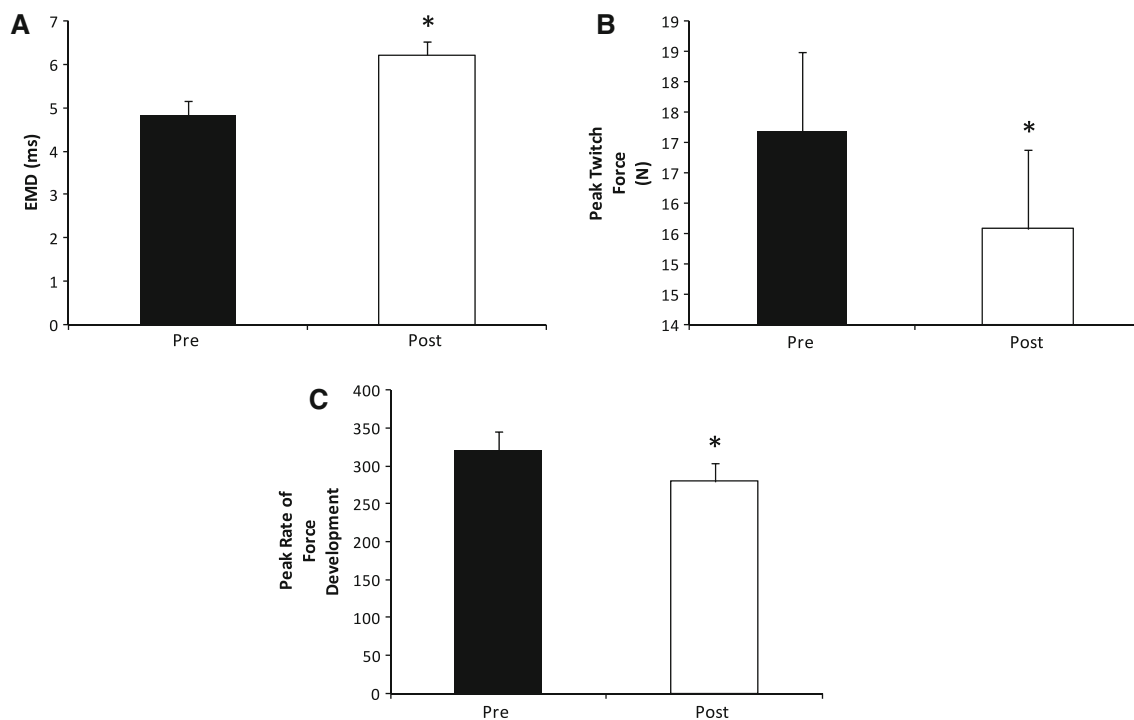 A
7
6
5
4
3
2
1
0
EMD (ms)
*
Pre
Post
B
19
19
18
18
17
17
16
16
15
15
14
Peak Twitch
Force
(N)
*
Pre
Post
C
400
350
300
250
200
150
100
50
0
Peak Rate of
Force
Development
*
Pre
Post